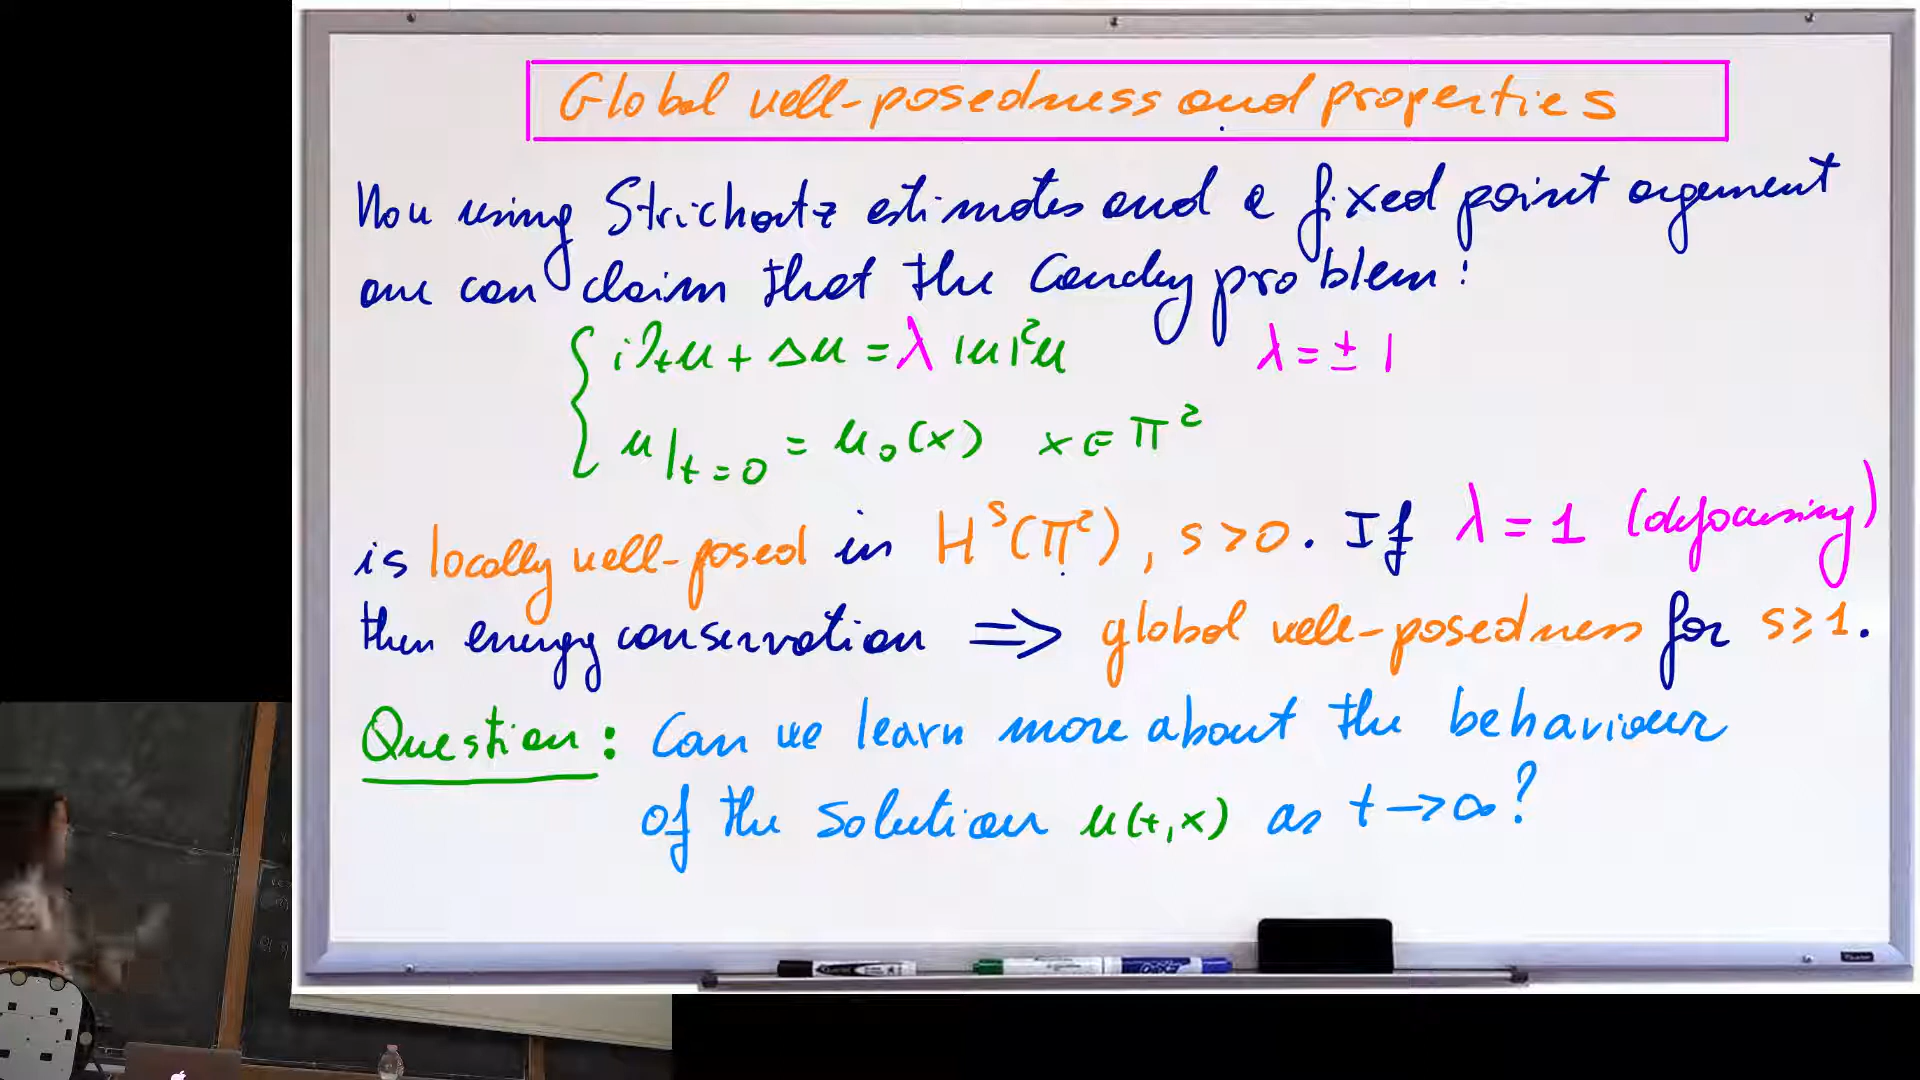 Global well-posedness and properties
Now using Strichartz estimates and a fixed point argument
one can claim that the Cauchy problem:
{ i∂ₜu + Δu = λ |u|²u    λ = ± 1
u|ₜ₌₀ = u₀(x)   x ∈ 𝕋²
is locally well-posed in Hˢ(𝕋²), s>0. If λ = 1 (defocusing)
then energy conservation ⟹ global well-posedness for s≥1.
Question: Can we learn more about the behaviour
of the solution u(t,x) as t→∞?